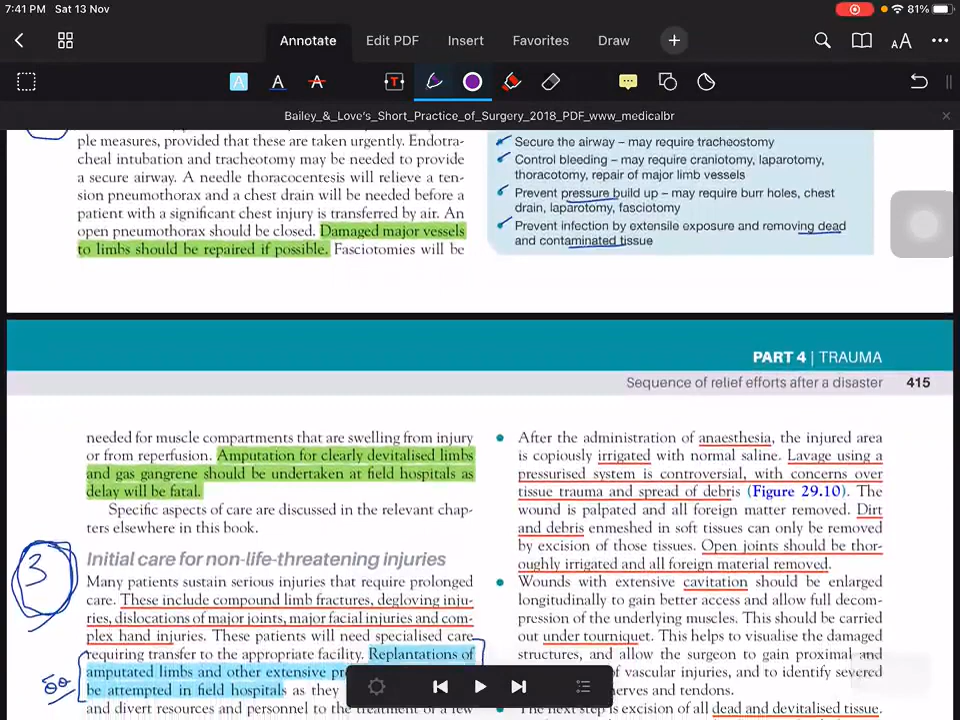 7:41 PM Sat 13 Nov
81%
Annotate Edit PDF Insert Favorites Draw
AA
A A A T
Bailey_&_Love's_Short_Practice_of_Surgery_2018_PDF_www_medicalbr
ple measures, provided that these are taken urgently. Endotra-
cheal intubation and tracheotomy may be needed to provide
a secure airway. A needle thoracocentesis will relieve a ten-
sion pneumothorax and a chest drain will be needed before a
patient with a significant chest injury is transferred by air. An
open pneumothorax should be closed. Damaged major vessels
to limbs should be repaired if possible. Fasciotomies will be
Secure the airway – may require tracheostomy
Control bleeding – may require craniotomy, laparotomy,
thoracotomy, repair of major limb vessels
Prevent pressure build up – may require burr holes, chest
drain, laparotomy, fasciotomy
Prevent infection by extensile exposure and removing dead
and contaminated tissue
PART 4 | TRAUMA
Sequence of relief efforts after a disaster 415
needed for muscle compartments that are swelling from injury
or from reperfusion. Amputation for clearly devitalised limbs
and gas gangrene should be undertaken at field hospitals as
delay will be fatal.
Specific aspects of care are discussed in the relevant chap-
ters elsewhere in this book.
3
Initial care for non-life-threatening injuries
Many patients sustain serious injuries that require prolonged
care. These include compound limb fractures, degloving inju-
ries, dislocations of major joints, major facial injuries and com-
plex hand injuries. These patients will need specialised care
requiring transfer to the appropriate facility. Replantations of
amputated limbs and other extensive
be attempted in field hospitals as they
and divert resources and personnel to the treatment of a few
• After the administration of anaesthesia, the injured area
is copiously irrigated with normal saline. Lavage using a
pressurised system is controversial, with concerns over
tissue trauma and spread of debris (Figure 29.10). The
wound is palpated and all foreign matter removed. Dirt
and debris enmeshed in soft tissues can only be removed
by excision of those tissues. Open joints should be thor-
oughly irrigated and all foreign material removed.
• Wounds with extensive cavitation should be enlarged
longitudinally to gain better access and allow full decom-
pression of the underlying muscles. This should be carried
out under tourniquet. This helps to visualise the damaged
structures, and allow the surgeon to gain proximal and
of vascular injuries, and to identify severed
nerves and tendons.
• The next step is excision of all dead and devitalised tissue.